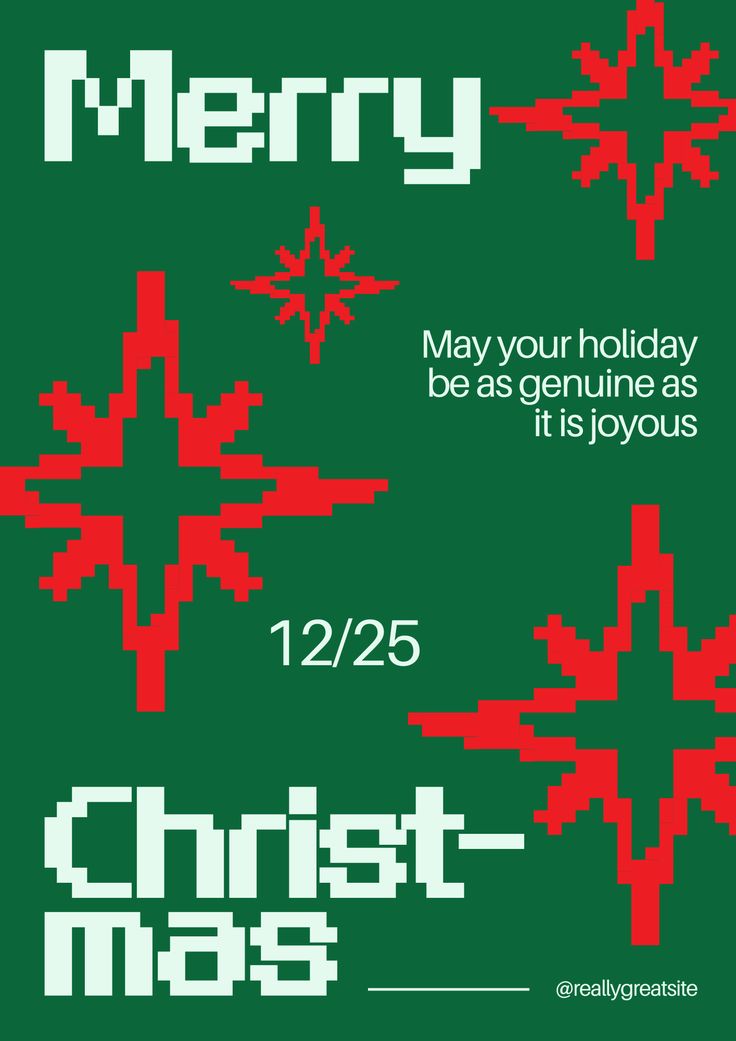 Merry
May your holiday
be as genuine as
it is joyous
12/25
Christ-
mas
@reallygreatsite